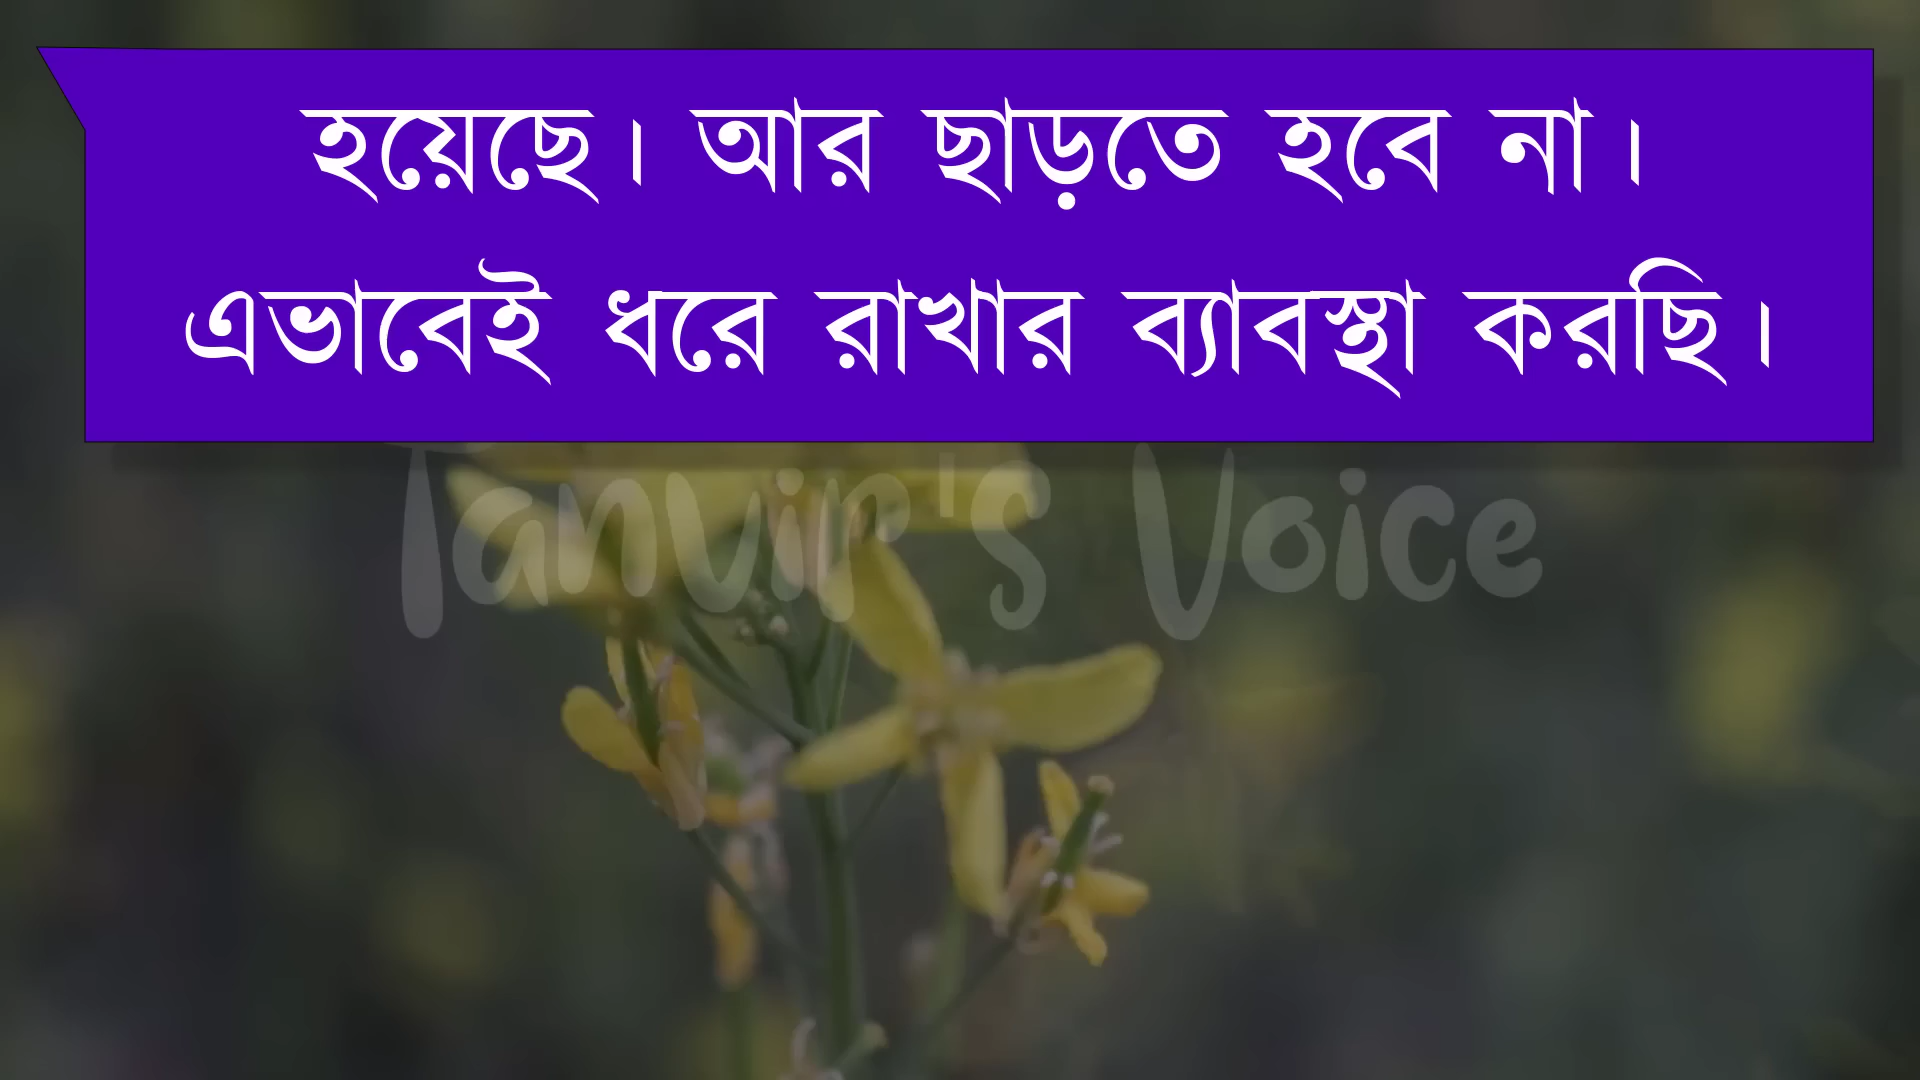 হয়েছে। আর ছাড়তে হবে না।
এভাবেই ধরে রাখার ব্যাবস্থা করছি।
Tanvir's Voice